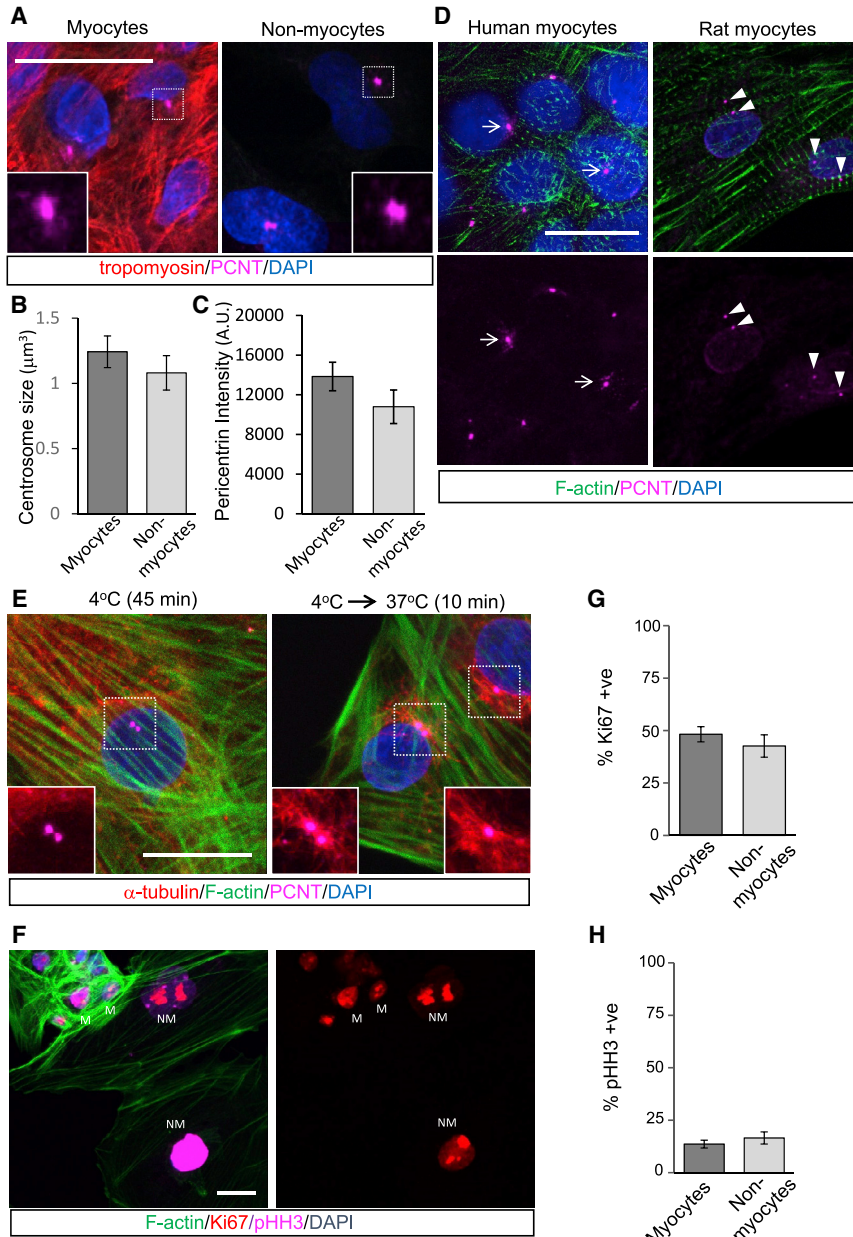 A
Myocytes
Non-myocytes
tropomyosin/PCNT/DAPI
B
Centrosome size (µm³)
1.5
1
0.5
0
Myocytes
Non-
myocytes
C
Pericentrin Intensity (A.U.)
20000
16000
14000
12000
8000
4000
0
Myocytes
Non-
myocytes
D
Human myocytes
Rat myocytes
F-actin/PCNT/DAPI
E
4°C (45 min)
4°C → 37°C (10 min)
α-tubulin/F-actin/PCNT/DAPI
F
M
M
NM
NM
M
M
NM
NM
F-actin/Ki67/pHH3/DAPI
G
% Ki67 +ve
100
75
50
25
0
Myocytes
Non-
myocytes
H
% pHH3 +ve
100
75
50
25
0
Myocytes
Non-
myocytes